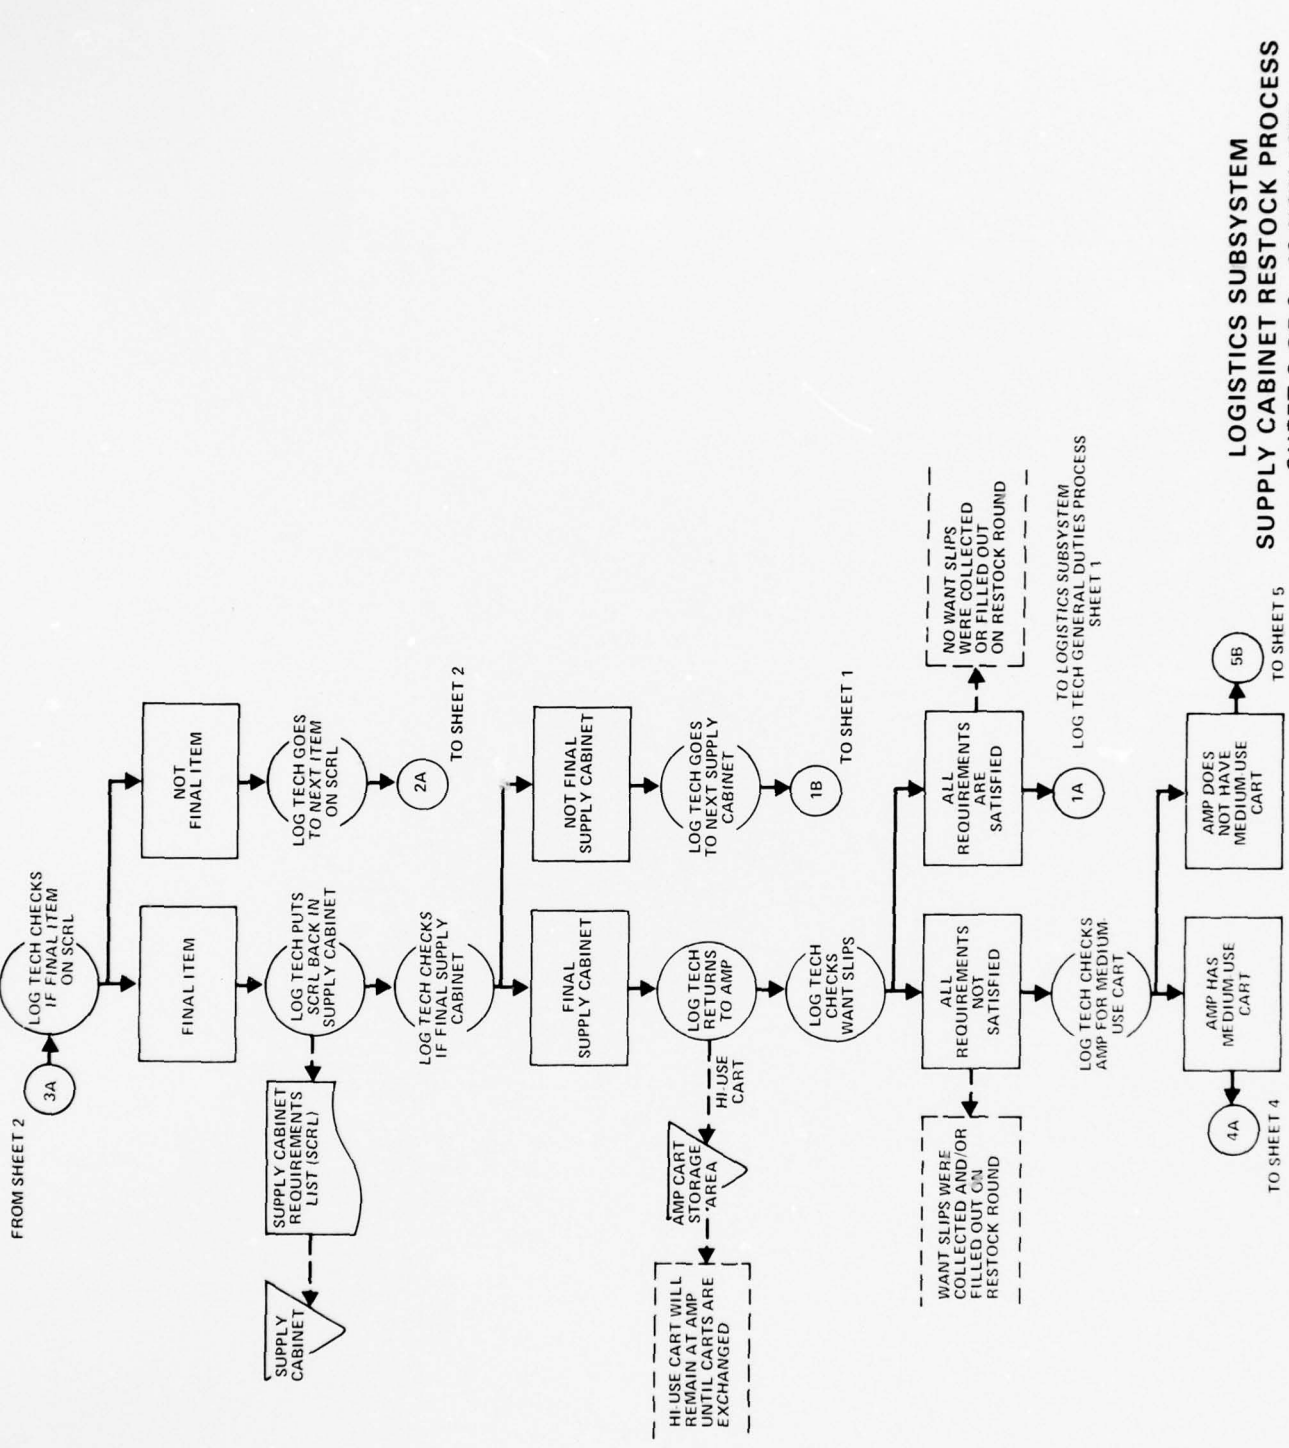 FROM SHEET 2
3A
LOG TECH CHECKS
IF FINAL ITEM
ON SCRL
FINAL ITEM
NOT
FINAL ITEM
LOG TECH PUTS
SCRL BACK IN
SUPPLY CABINET
SUPPLY CABINET
REQUIREMENTS
LIST (SCRL)
SUPPLY
CABINET
LOG TECH GOES
TO NEXT ITEM
ON SCRL
2A
TO SHEET 2
LOG TECH CHECKS
IF FINAL SUPPLY
CABINET
FINAL
SUPPLY CABINET
NOT FINAL
SUPPLY CABINET
LOG TECH RETURNS
TO AMP
HI-USE
CART
AMP CART
STORAGE
AREA
HI-USE CART WILL
REMAIN AT AMP
UNTIL CARTS ARE
EXCHANGED
LOG TECH GOES
TO NEXT SUPPLY
CABINET
1B
TO SHEET 1
LOG TECH
CHECKS
WANT SLIPS
ALL
REQUIREMENTS
NOT
SATISFIED
WANT SLIPS WERE
COLLECTED AND/OR
FILLED OUT ON
RESTOCK ROUND
ALL
REQUIREMENTS
ARE
SATISFIED
NO WANT SLIPS
WERE COLLECTED
OR FILLED OUT
ON RESTOCK ROUND
1A
TO LOGISTICS SUBSYSTEM
LOG TECH GENERAL DUTIES PROCESS
SHEET 1
LOG TECH CHECKS
AMP FOR MEDIUM-
USE CART
AMP HAS
MEDIUM-USE
CART
4A
TO SHEET 4
AMP DOES
NOT HAVE
MEDIUM-USE
CART
5B
TO SHEET 5
LOGISTICS SUBSYSTEM
SUPPLY CABINET RESTOCK PROCESS